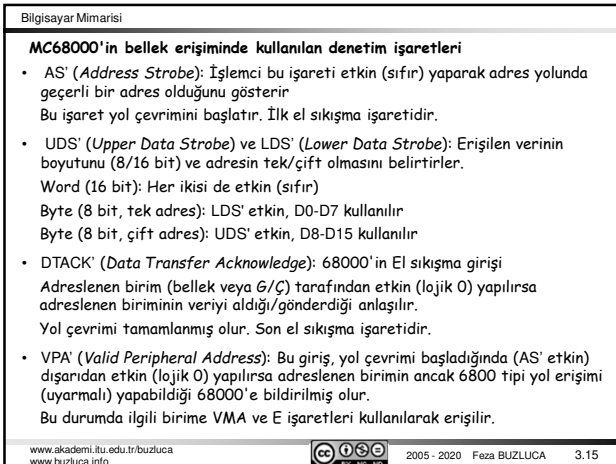 Bilgisayar Mimarisi
MC68000'in bellek erişiminde kullanılan denetim işaretleri
• AS' (Address Strobe): İşlemci bu işareti etkin (sıfır) yaparak adres yolunda
geçerli bir adres olduğunu gösterir
Bu işaret yol çevrimini başlatır. İlk el sıkışma işaretidir.
• UDS' (Upper Data Strobe) ve LDS' (Lower Data Strobe): Erişilen verinin
boyutunu (8/16 bit) ve adresin tek/çift olmasını belirtirler.
Word (16 bit): Her ikisi de etkin (sıfır)
Byte (8 bit, tek adres): LDS' etkin, D0-D7 kullanılır
Byte (8 bit, çift adres): UDS' etkin, D8-D15 kullanılır
• DTACK' (Data Transfer Acknowledge): 68000'in El sıkışma girişi
Adreslenen birim (bellek veya G/Ç) tarafından etkin (lojik 0) yapılırsa
adreslenen biriminin veriyi aldığı/gönderdiği anlaşılır.
Yol çevrimi tamamlanmış olur. Son el sıkışma işaretidir.
• VPA' (Valid Peripheral Address): Bu giriş, yol çevrimi başladığında (AS' etkin)
dışarıdan etkin (lojik 0) yapılırsa adreslenen birimin ancak 6800 tipi yol erişimi
(uyarmalı) yapabildiği 68000'e bildirilmiş olur.
Bu durumda ilgili birime VMA ve E işaretleri kullanılarak erişilir.
www.akademi.itu.edu.tr/buzluca
www.buzluca.info
cc BY NC ND
2005 - 2020 Feza BUZLUCA 3.15